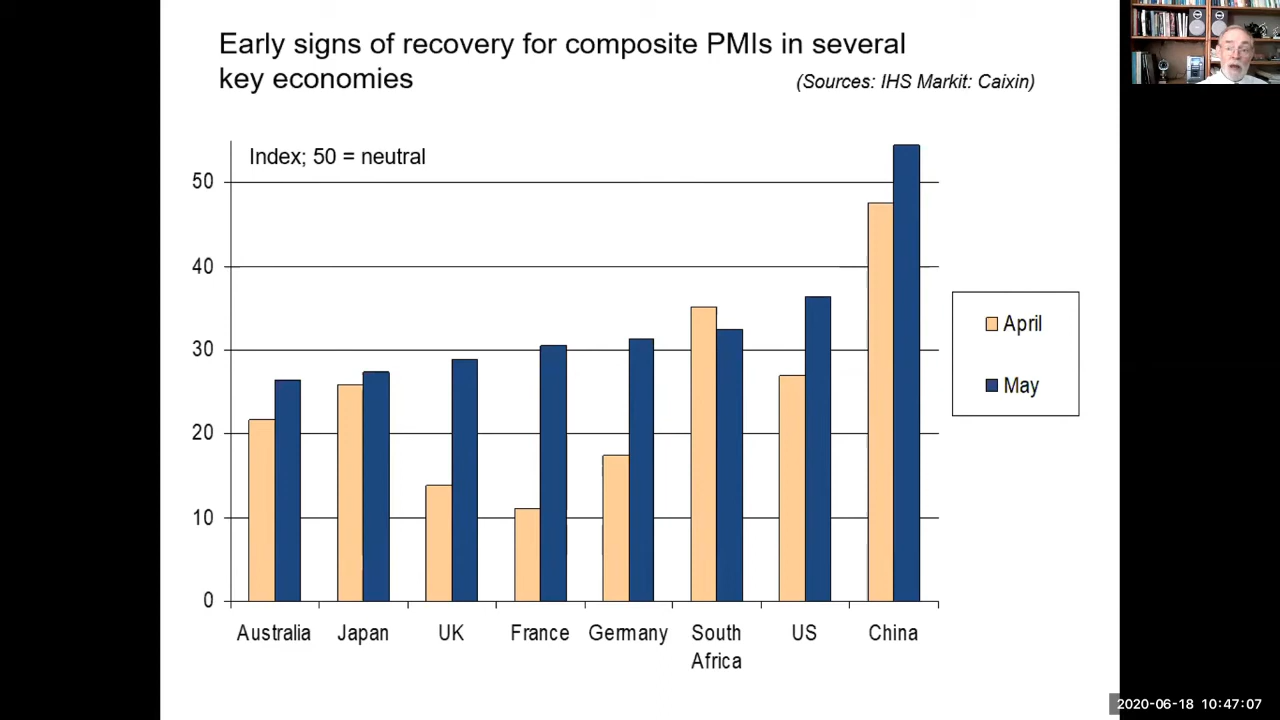 Early signs of recovery for composite PMIs in several
key economies
(Sources: IHS Markit: Caixin)
Index; 50 = neutral
50
40
30
20
10
0
April
May
Australia Japan UK France Germany South Africa US China
2020-06-18 10:47:07